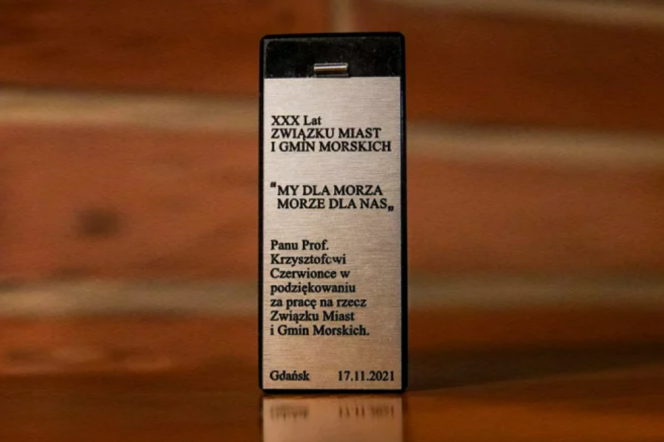 XXX Lat
ZWIĄZKU MIAST
I GMIN MORSKICH
"MY DLA MORZA
MORZE DLA NAS„
Panu Prof.
Krzysztofowi
Czerwionce w
podziękowaniu
za pracę na rzecz
Związku Miast
i Gmin Morskich.
Gdańsk 17.11.2021